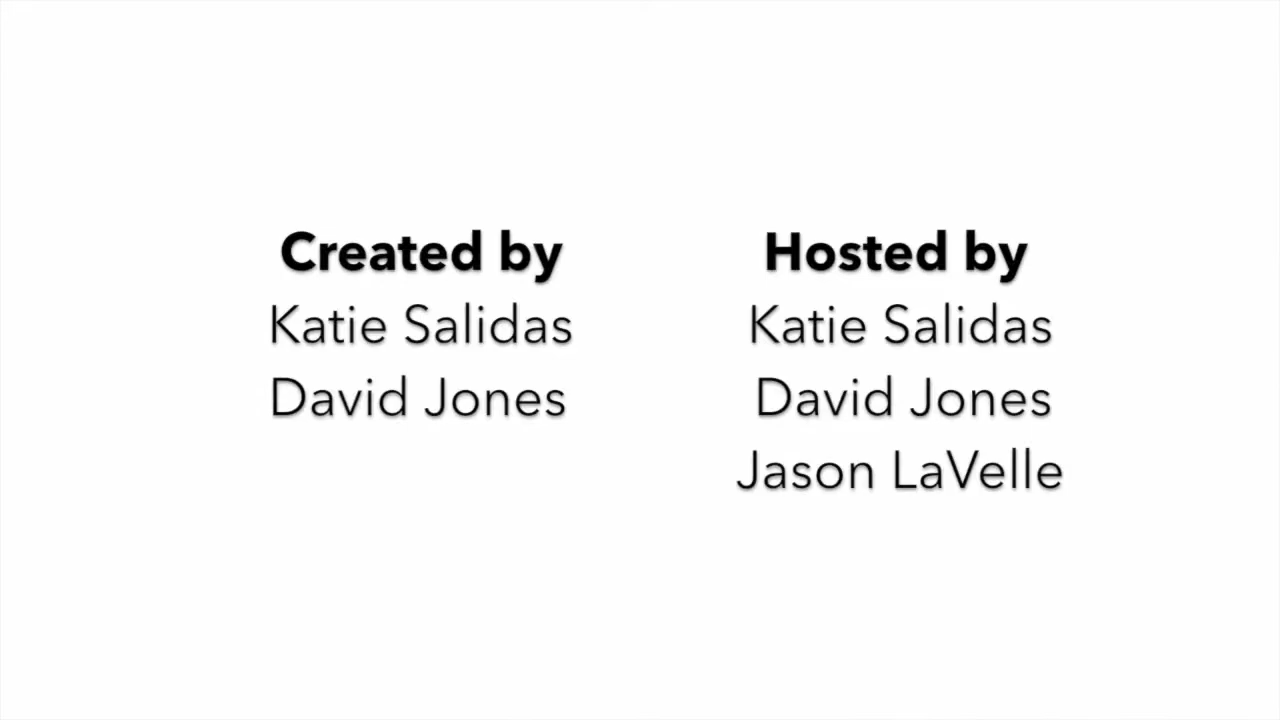 Created by
Katie Salidas
David Jones
Hosted by
Katie Salidas
David Jones
Jason LaVelle